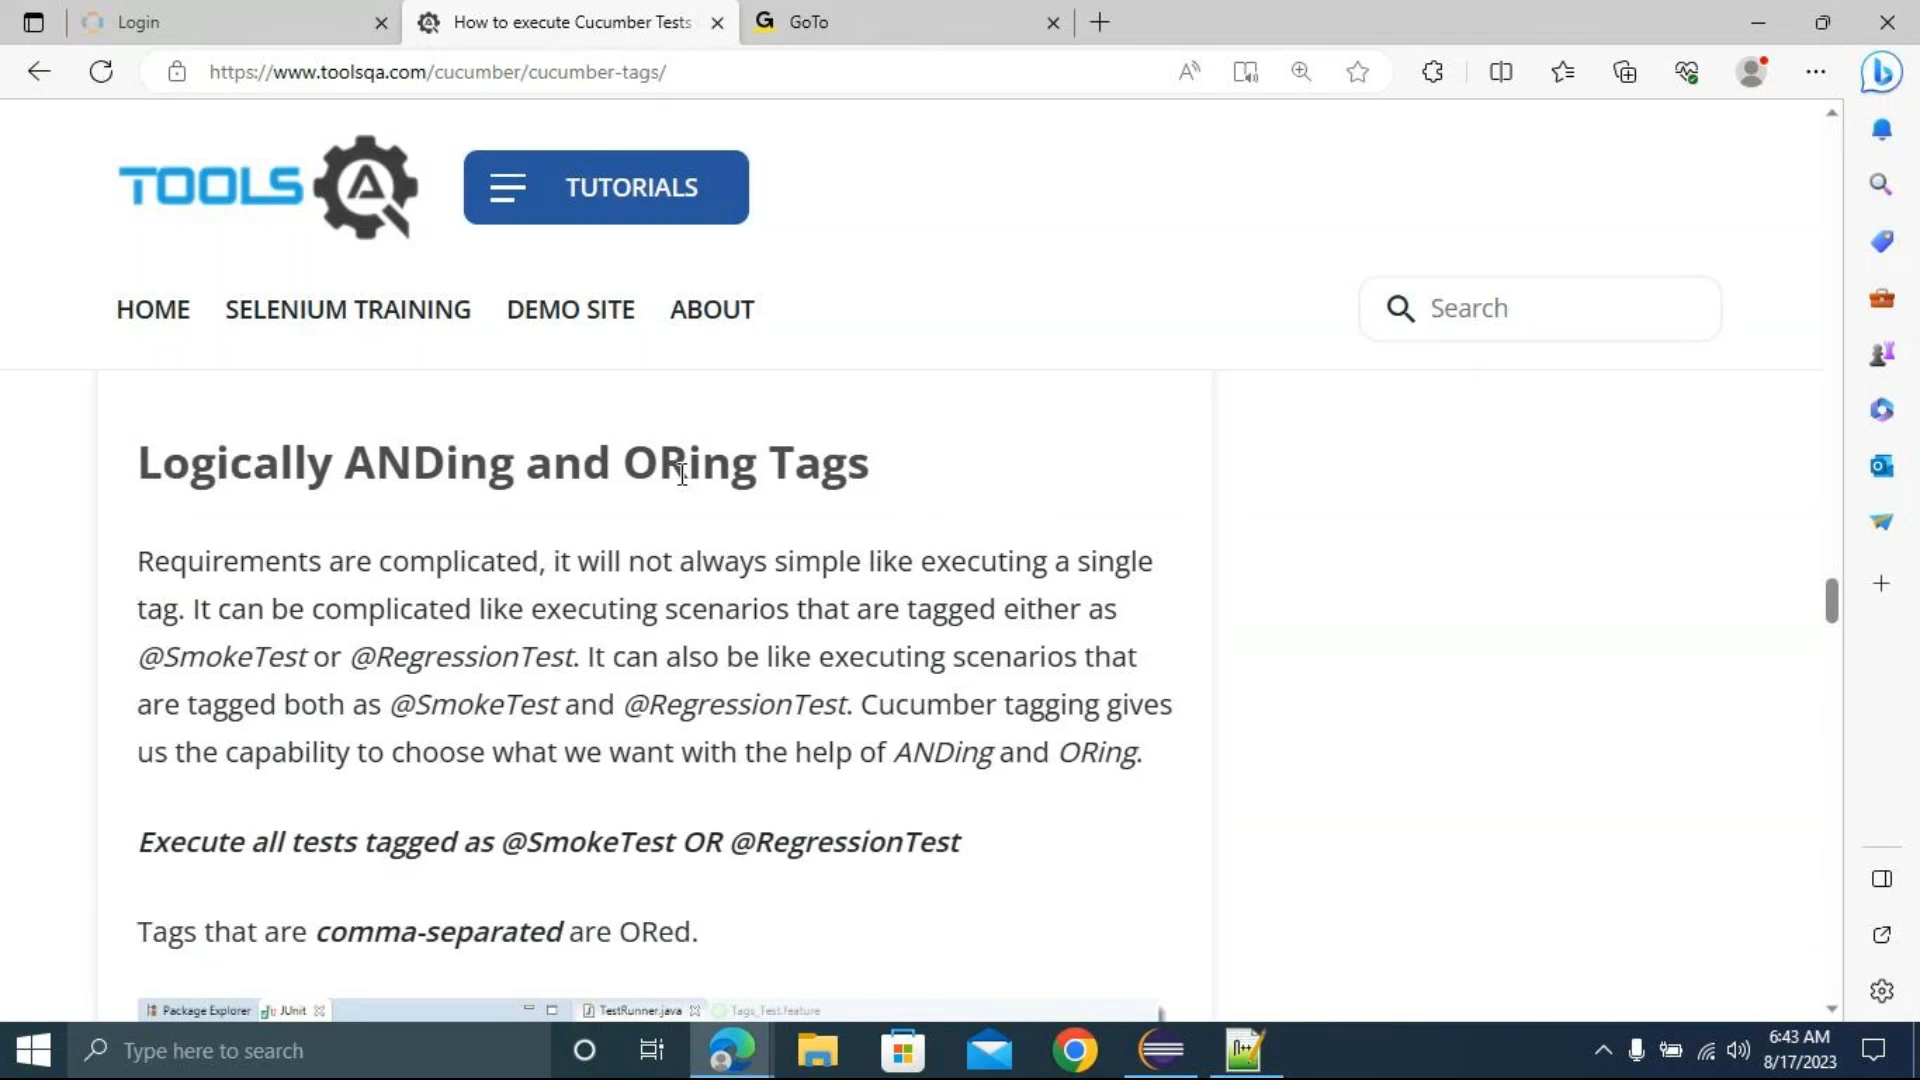 Login
How to execute Cucumber Tests
GoTo
https://www.toolsqa.com/cucumber/cucumber-tags/
TOOLS
TUTORIALS
HOME SELENIUM TRAINING DEMO SITE ABOUT
Search
Logically ANDing and ORing Tags
Requirements are complicated, it will not always simple like executing a single
tag. It can be complicated like executing scenarios that are tagged either as
@SmokeTest or @RegressionTest. It can also be like executing scenarios that
are tagged both as @SmokeTest and @RegressionTest. Cucumber tagging gives
us the capability to choose what we want with the help of ANDing and ORing.
Execute all tests tagged as @SmokeTest OR @RegressionTest
Tags that are comma-separated are ORed.
Package Explorer JUnit TestRunner.java Tags_Test.feature
Type here to search
6:43 AM
8/17/2023